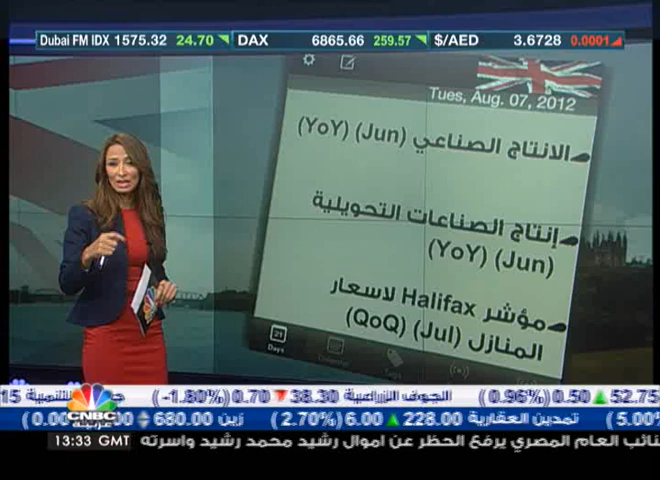 Dubai FM IDX 1575.32 24.70 DAX 6865.66 259.57 $/AED 3.6728 0.0001
Tues, Aug. 07, 2012
الانتاج الصناعي (Jun) (YoY)
إنتاج الصناعات التحويلية
(Jun) (YoY)
مؤشر Halifax لاسعار
المنازل (Jul) (QoQ)
21
Days
52.75 0.50 (0.96%) الجوف الزراعية 38.30 0.70 (-1.80%)
(5.00% تمدين العقارية 228.00 6.00 (2.70%) زين 680.00
CNBC
عربية
13:33 GMT
نائب العام المصري يرفع الحظر عن اموال رشيد محمد رشيد واسرته